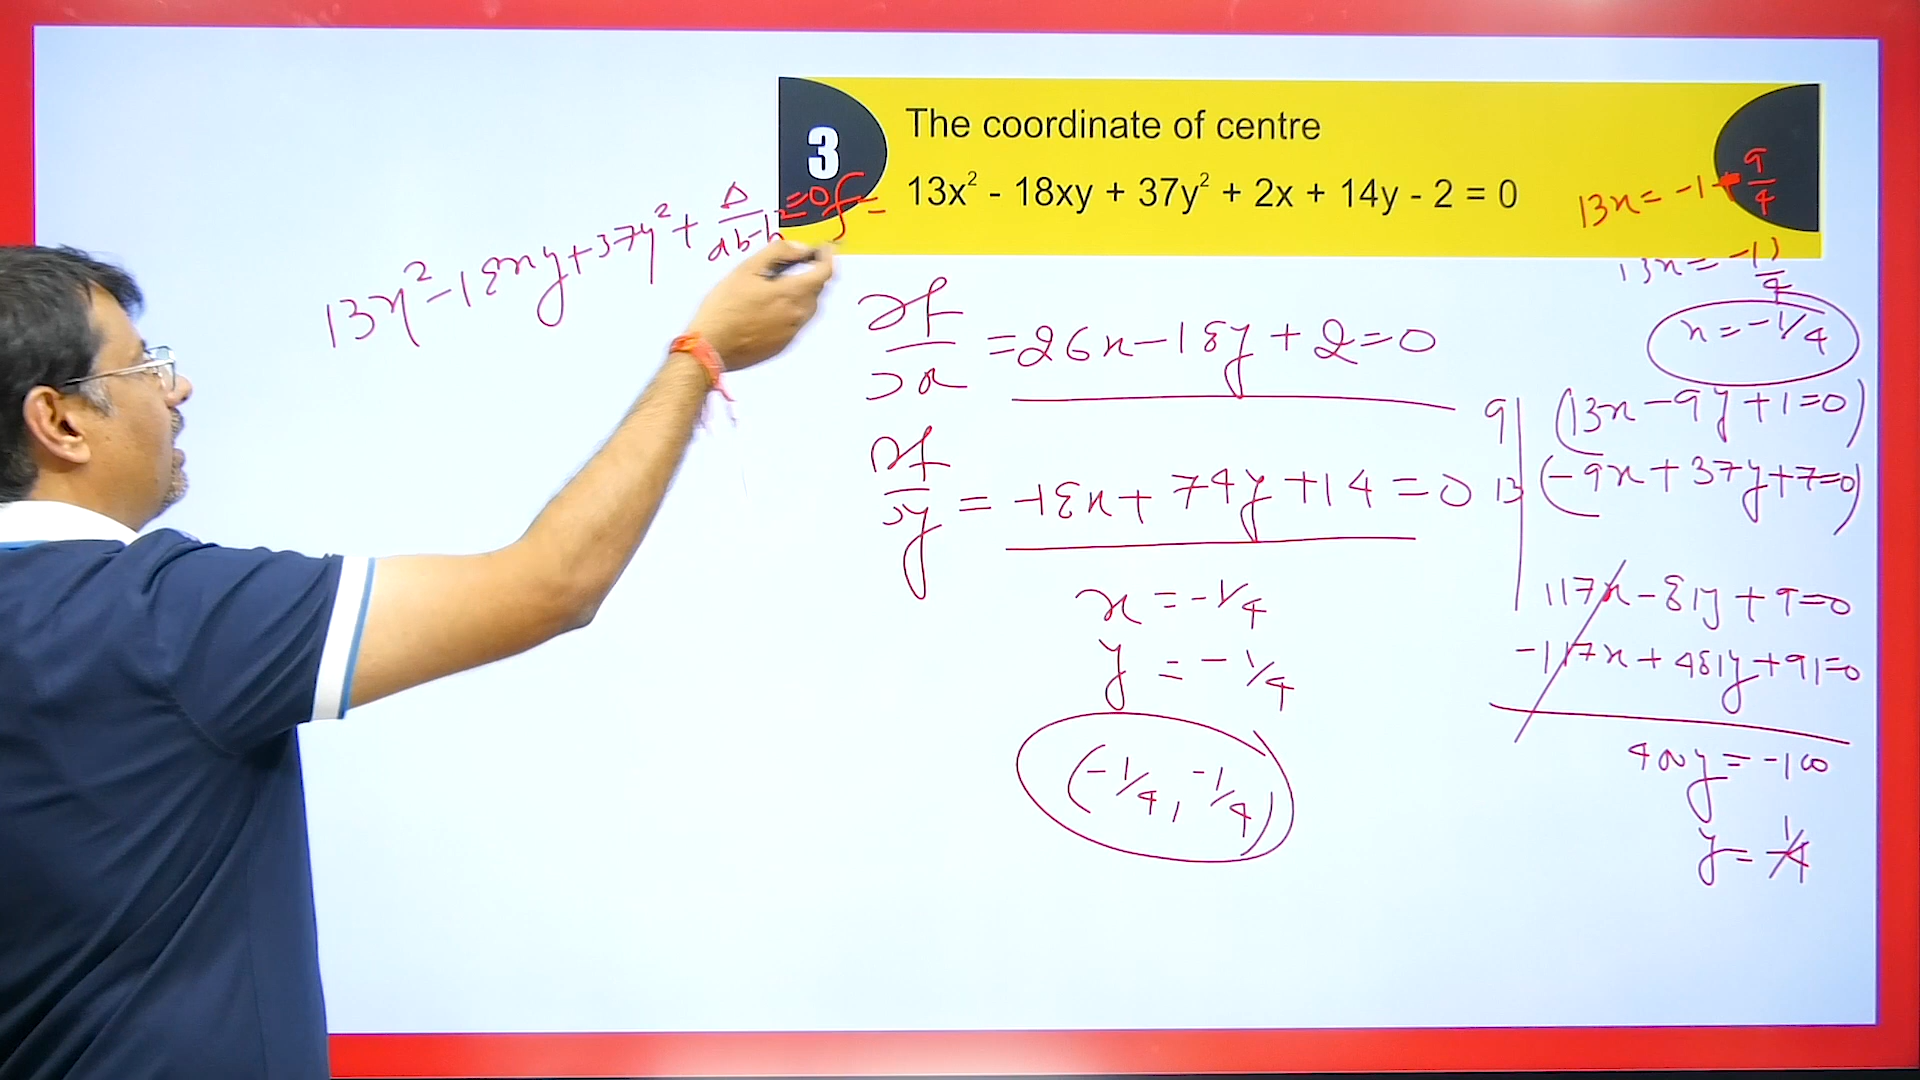 3
The coordinate of centre
13x² - 18xy + 37y² + 2x + 14y - 2 = 0
13x² - 18xy + 37y² + Δ/ab-h² = 0 f =
∂f/∂x = 26x - 18y + 2 = 0
∂f/∂y = -18x + 74y + 14 = 0
x = -1/4
y = -1/4
(-1/4, -1/4)
13x = -1 + 9/4
13x = -13/4
x = -1/4
9 | (13x - 9y + 1 = 0)
13 | (-9x + 37y + 7 = 0)
117x - 81y + 9 = 0
-117x + 481y + 91 = 0
400y = -100
y = -1/4